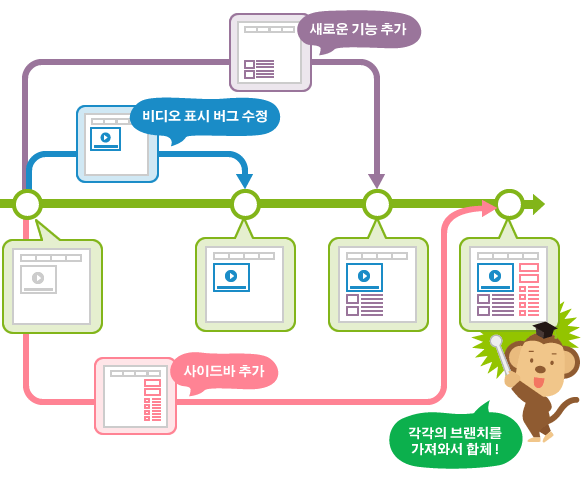 새로운 기능 추가
비디오 표시 버그 수정
사이드바 추가
각각의 브랜치를
가져와서 합체!